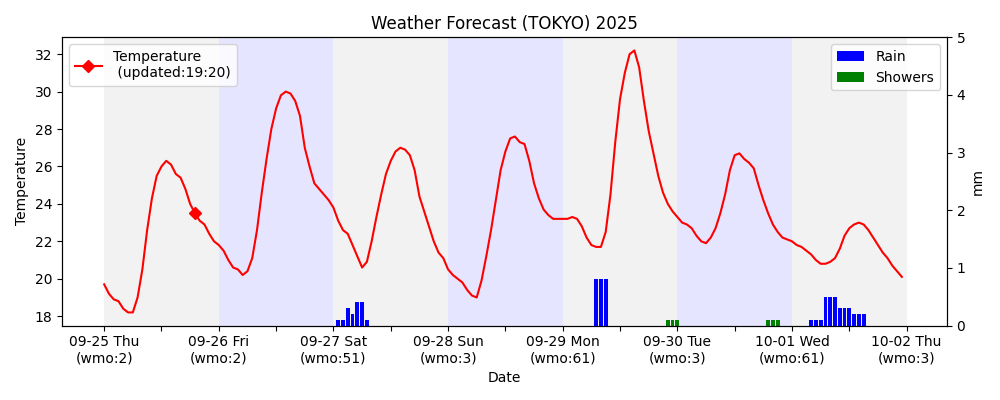 Weather Forecast (TOKYO) 2025
Temperature
(updated:19:20)
Rain
Showers
Temperature
32
30
28
26
24
22
20
18
5
4
3
2
1
0
mm
09-25 Thu 09-26 Fri 09-27 Sat 09-28 Sun 09-29 Mon 09-30 Tue 10-01 Wed 10-02 Thu
(wmo:2) (wmo:2) (wmo:51) (wmo:3) (wmo:61) (wmo:3) (wmo:61) (wmo:3)
Date